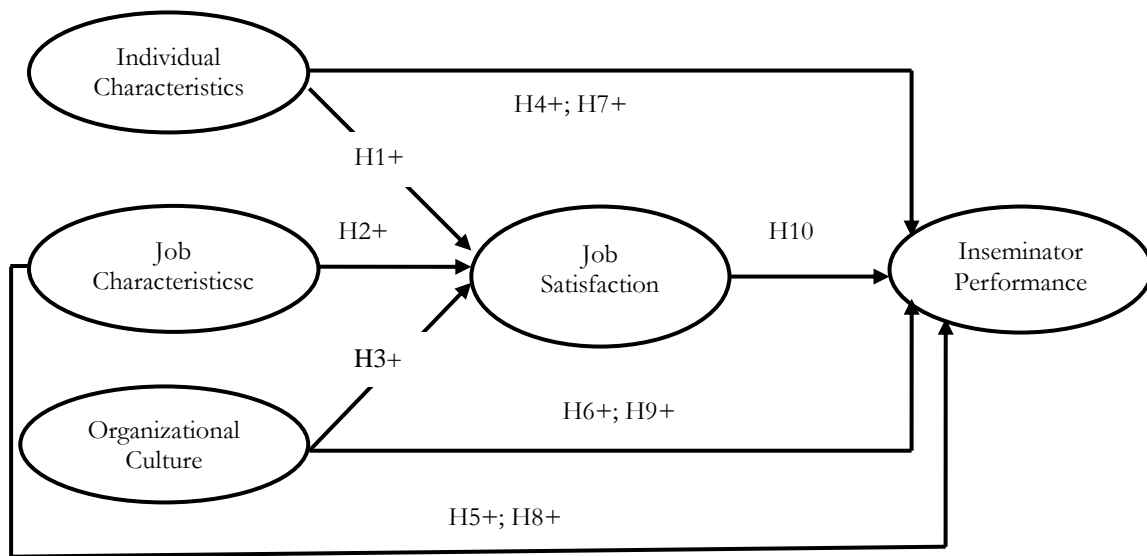 Individual
Characteristics
H4+; H7+
H1+
Job
Characteristicsc
H2+
Job
Satisfaction
H10
Inseminator
Performance
H3+
Organizational
Culture
H6+; H9+
H5+; H8+